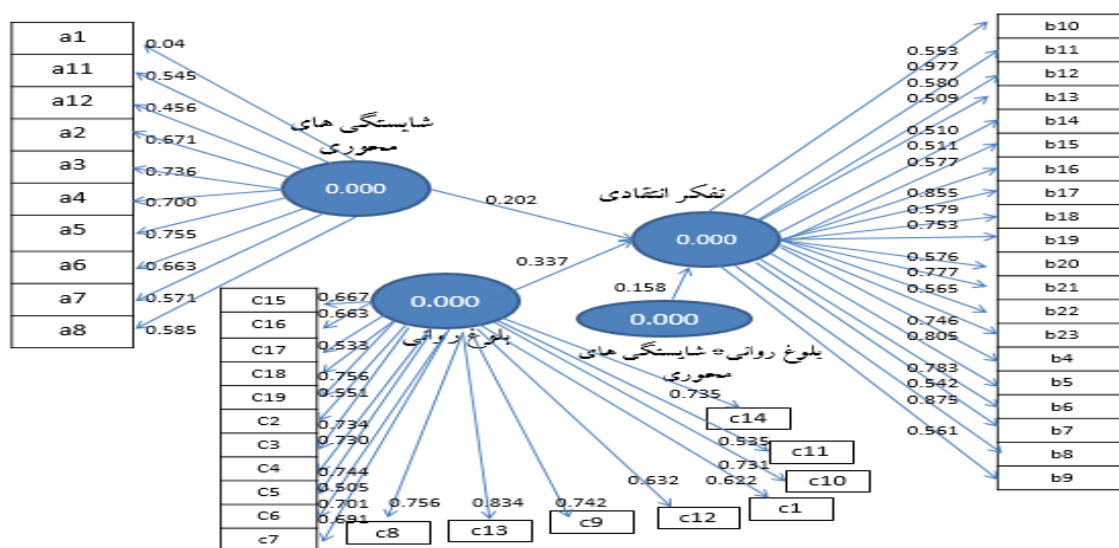 a1
a11
a12
a2
a3
a4
a5
a6
a7
a8
0.04
0.545
0.456
0.671
0.736
0.700
0.755
0.663
0.571
0.585
شایستگی های
محوری
0.000
0.202
تفکر انتقادی
0.000
0.337
0.158
0.000
بلوغ روانی* شایستگی های
محوری
0.000
بلوغ روانی
C15
C16
C17
C18
C19
C2
C3
C4
C5
C6
c7
0.667
0.663
0.533
0.756
0.551
0.734
0.730
0.744
0.505
0.701
0.691
0.756
0.834
0.742
0.632
0.622
0.731
0.535
0.735
c8
c13
c9
c12
c1
c10
c11
c14
0.553
0.977
0.580
0.509
0.510
0.511
0.577
0.855
0.579
0.753
0.576
0.777
0.565
0.746
0.805
0.783
0.542
0.875
0.561
b10
b11
b12
b13
b14
b15
b16
b17
b18
b19
b20
b21
b22
b23
b4
b5
b6
b7
b8
b9